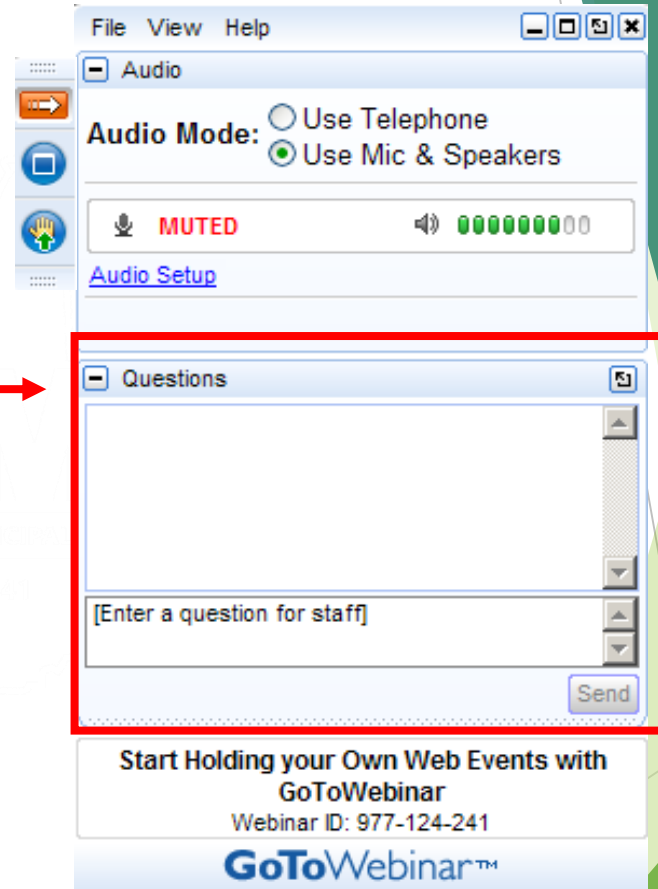 File View Help
Audio
Audio Mode:
Use Telephone
Use Mic & Speakers
MUTED
Audio Setup
Questions
[Enter a question for staff]
Send
Start Holding your Own Web Events with
GoToWebinar
Webinar ID: 977-124-241
GoToWebinar™